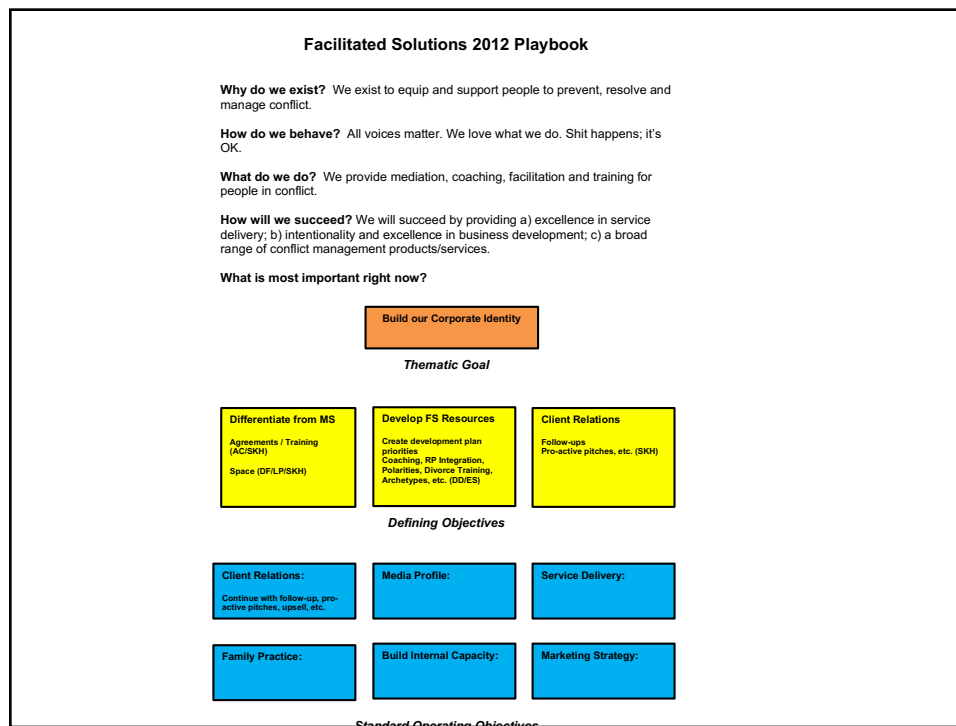 Facilitated Solutions 2012 Playbook
Why do we exist? We exist to equip and support people to prevent, resolve and
manage conflict.
How do we behave? All voices matter. We love what we do. Shit happens; it's
OK.
What do we do? We provide mediation, coaching, facilitation and training for
people in conflict.
How will we succeed? We will succeed by providing a) excellence in service
delivery; b) intentionality and excellence in business development; c) a broad
range of conflict management products/services.
What is most important right now?
Build our Corporate Identity
Thematic Goal
Differentiate from MS
Agreements / Training
(AC/SKH)
Space (DF/LP/SKH)
Develop FS Resources
Create development plan
priorities
Coaching, RP Integration,
Polarities, Divorce Training,
Archetypes, etc. (DD/ES)
Client Relations
Follow-ups
Pro-active pitches, etc. (SKH)
Defining Objectives
Client Relations:
Continue with follow-up, pro-
active pitches, upsell, etc.
Media Profile:
Service Delivery:
Family Practice:
Build Internal Capacity:
Marketing Strategy:
Standard Operating Objectives